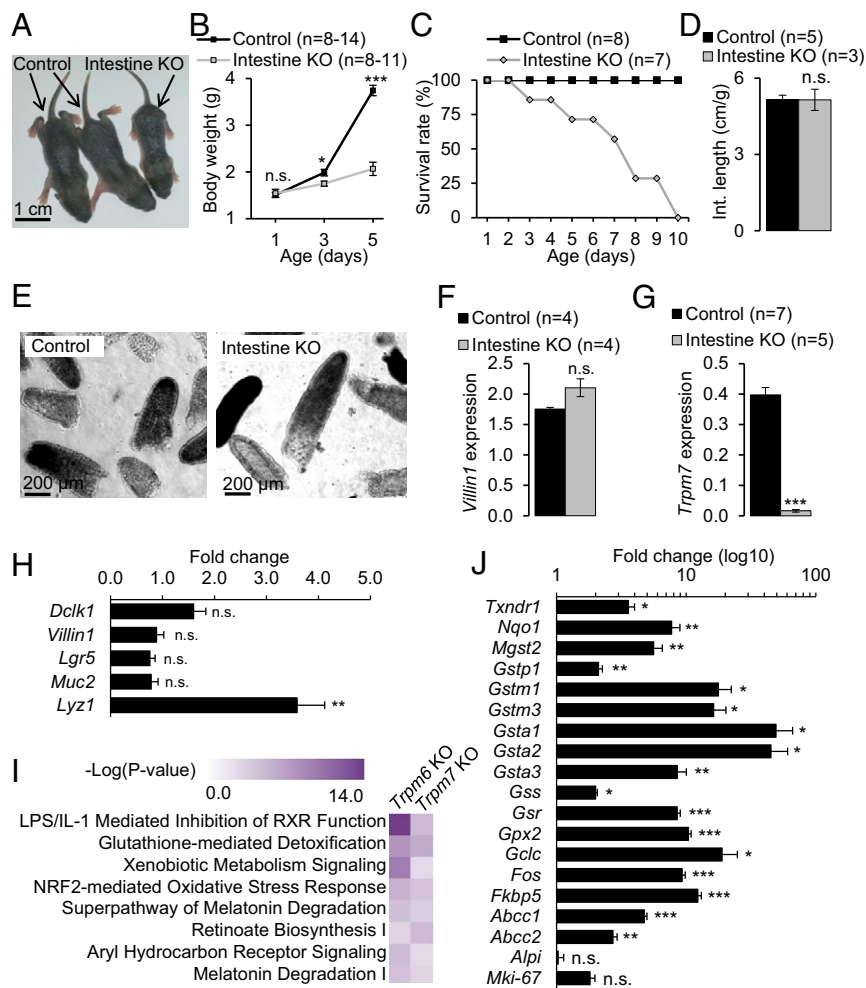 A
Control
Intestine KO
1 cm
B
Control (n=8-14)
Intestine KO (n=8-11)
Body weight (g)
4
3
2
1
n.s.
*
***
1 3 5
Age (days)
C
Control (n=8)
Intestine KO (n=7)
Survival rate (%)
100
75
50
25
0
1 2 3 4 5 6 7 8 9 10
Age (days)
D
Control (n=5)
Intestine KO (n=3)
Int. length (cm/g)
6
3
0
n.s.
E
Control
200 µm
Intestine KO
200 µm
F
Control (n=4)
Intestine KO (n=4)
Villin1 expression
2.5
2.0
1.5
1.0
0.5
0.0
n.s.
G
Control (n=7)
Intestine KO (n=5)
Trpm7 expression
0.5
0.4
0.3
0.2
0.1
0.0
***
H
Fold change
0.0 1.0 2.0 3.0 4.0 5.0
Dclk1 n.s.
Villin1 n.s.
Lgr5 n.s.
Muc2 n.s.
Lyz1 **
I
-Log(P-value)
0.0 14.0
Trpm6 KO
Trpm7 KO
LPS/IL-1 Mediated Inhibition of RXR Function
Glutathione-mediated Detoxification
Xenobiotic Metabolism Signaling
NRF2-mediated Oxidative Stress Response
Superpathway of Melatonin Degradation
Retinoate Biosynthesis I
Aryl Hydrocarbon Receptor Signaling
Melatonin Degradation I
J
Fold change (log10)
1 10 100
Txndr1 *
Nqo1 **
Mgst2 **
Gstp1 **
Gstm1 *
Gstm3 *
Gsta1 *
Gsta2 *
Gsta3 **
Gss *
Gsr ***
Gpx2 ***
Gclc *
Fos ***
Fkbp5 ***
Abcc1 ***
Abcc2 **
Alpi n.s.
Mki-67 n.s.